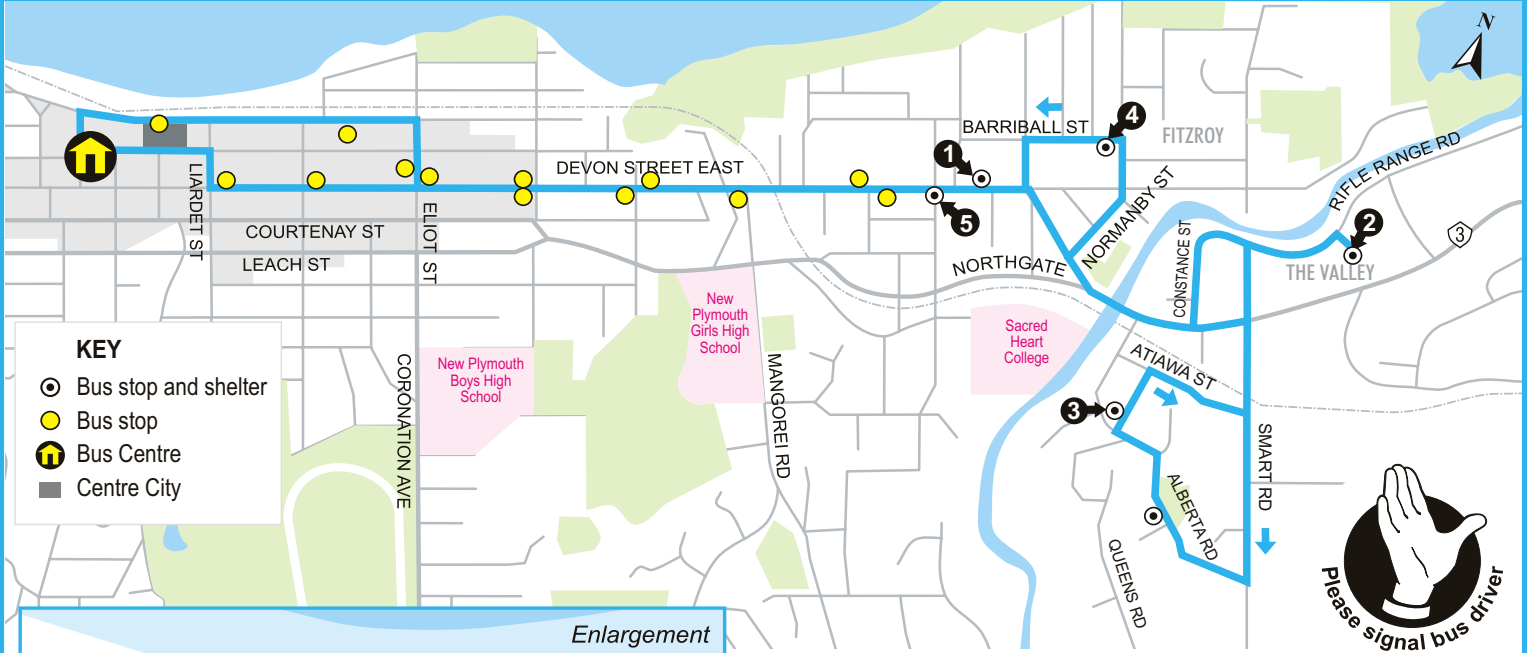 N
4
BARRIBALL ST
FITZROY
1
DEVON STREET EAST
RIFLE RANGE RD
NORMANBY ST
LIARDET ST
ELIOT ST
5
2
3
CONSTANCE ST
COURTENAY ST
LEACH ST
NORTHGATE
THE VALLEY
New
Plymouth
Girls High
School
Sacred
Heart
College
KEY
Bus stop and shelter
Bus stop
Bus Centre
Centre City
New Plymouth
Boys High
School
CORONATION AVE
MANGOREI RD
ATIAWA ST
3
SMART RD
ALBERTA RD
QUEENS RD
Please signal bus driver
Enlargement